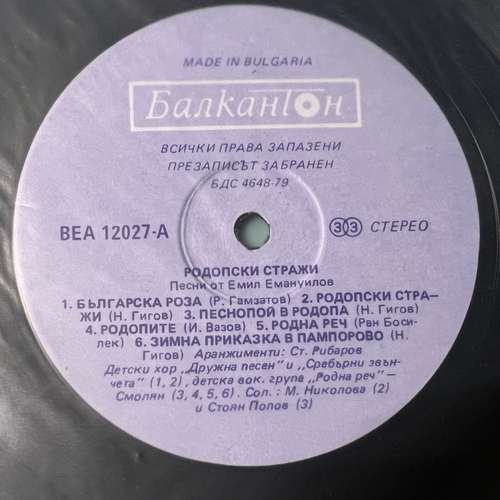 MADE IN BULGARIA
Балкантон
ВСИЧКИ ПРАВА ЗАПАЗЕНИ
ПРЕЗАПИСЪТ ЗАБРАНЕН
БДС 4648-79
ВЕА 12027-А
33 СТЕРЕО
РОДОПСКИ СТРАЖИ
Песни от Емил Емануилов
1. БЪЛГАРСКА РОЗА (Р. Гамзатов) 2. РОДОПСКИ СТРА-
ЖИ (Н. Гигов) 3. ПЕСНОПОЙ В РОДОПА (Н. Гигов)
4. РОДОПИТЕ (И. Вазов) 5. РОДНА РЕЧ (Ран Боси-
лек) 6. ЗИМНА ПРИКАЗКА В ПАМПОРОВО (Н.
Гигов) Аранжименти: Ст. Рибаров
Детски хор „Дружна песен" и „Сребърни звън-
чета" (1, 2), детска вок. група „Родна реч" –
Смолян (3, 4, 5, 6). Сол.: М. Николова (2)
и Стоян Попов (3)